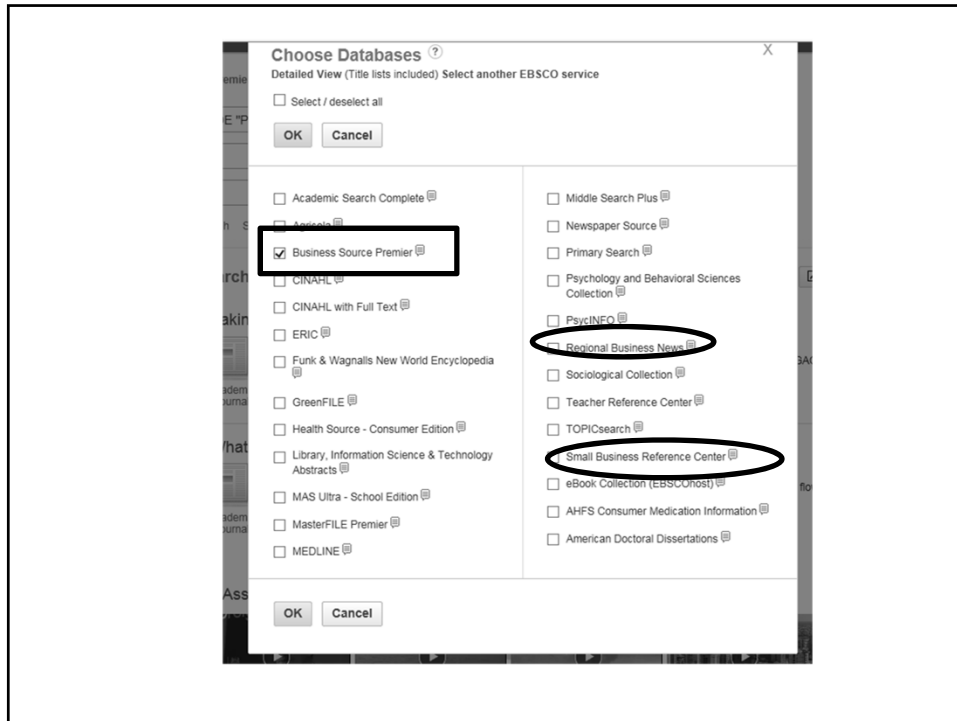 Choose Databases ?
X
Detailed View (Title lists included) Select another EBSCO service
Select / deselect all
OK Cancel
Academic Search Complete
Agricola
Business Source Premier
CINAHL
CINAHL with Full Text
ERIC
Funk & Wagnalls New World Encyclopedia
GreenFILE
Health Source - Consumer Edition
Library, Information Science & Technology
Abstracts
MAS Ultra - School Edition
MasterFILE Premier
MEDLINE
Middle Search Plus
Newspaper Source
Primary Search
Psychology and Behavioral Sciences
Collection
PsycINFO
Regional Business News
Sociological Collection
Teacher Reference Center
TOPICsearch
Small Business Reference Center
eBook Collection (EBSCOhost)
AHFS Consumer Medication Information
American Doctoral Dissertations
OK Cancel